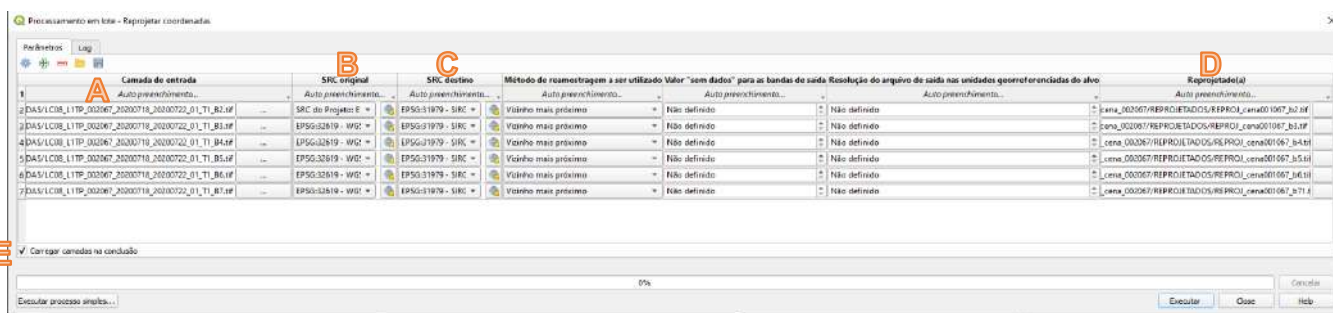 Processamento em lote - Reprojetar coordenadas
Parâmetros Log
A B C D
Camada de entrada SRC original SRC destino Método de reamostragem a ser utilizado Valor "sem dados" para as bandas de saída Resolução do arquivo de saída nas unidades georreferenciadas do alvo Reprojetado(a)
1 Auto preenchimento... Auto preenchimento... Auto preenchimento... Auto preenchimento... Auto preenchimento... Auto preenchimento... Auto preenchimento...
2 DAS/LC08_L1TP_002067_20200718_20200722_01_T1_B2.tif ... SRC do Projeto: E EPSG:31979 - SIRC Vizinho mais próximo Não definido Não definido cena_002067/REPROJETADOS/REPROJ_cena001067_b2.tif
3 DAS/LC08_L1TP_002067_20200718_20200722_01_T1_B3.tif ... EPSG:32619 - WG: EPSG:31979 - SIRC Vizinho mais próximo Não definido Não definido cena_002067/REPROJETADOS/REPROJ_cena001067_b3.tif
4 DAS/LC08_L1TP_002067_20200718_20200722_01_T1_B4.tif ... EPSG:32619 - WG: EPSG:31979 - SIRC Vizinho mais próximo Não definido Não definido _cena_002067/REPROJETADOS/REPROJ_cena001067_b4.ti
5 DAS/LC08_L1TP_002067_20200718_20200722_01_T1_B5.tif ... EPSG:32619 - WG: EPSG:31979 - SIRC Vizinho mais próximo Não definido Não definido _cena_002067/REPROJETADOS/REPROJ_cena001067_b5.ti
6 DAS/LC08_L1TP_002067_20200718_20200722_01_T1_B6.tif ... EPSG:32619 - WG: EPSG:31979 - SIRC Vizinho mais próximo Não definido Não definido _cena_002067/REPROJETADOS/REPROJ_cena001067_b6.ti
7 DAS/LC08_L1TP_002067_20200718_20200722_01_T1_B7.tif ... EPSG:32619 - WG: EPSG:31979 - SIRC Vizinho mais próximo Não definido Não definido _cena_002067/REPROJETADOS/REPROJ_cena001067_b71.t
Carregar camadas na conclusão
0% Cancelar
Executar processo simples... Executar Close Help